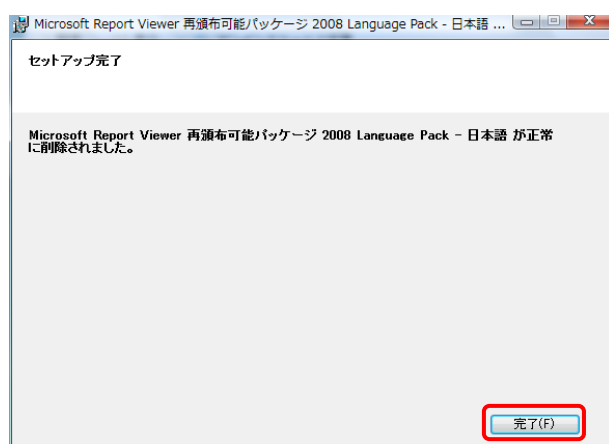 Microsoft Report Viewer 再頒布可能パッケージ 2008 Language Pack - 日本語 ...
セットアップ完了
Microsoft Report Viewer 再頒布可能パッケージ 2008 Language Pack - 日本語 が正常
に削除されました。
完了(F)